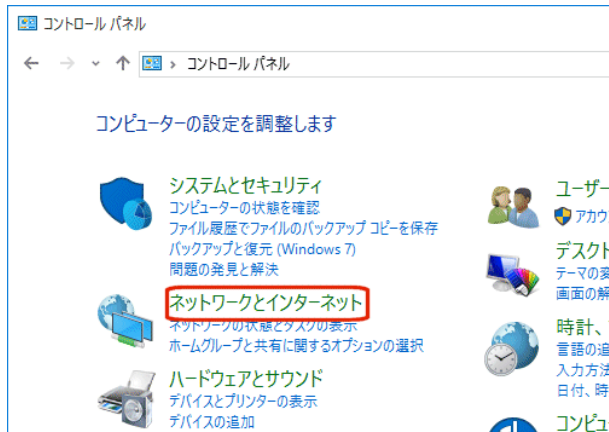 コントロール パネル
コントロール パネル
コンピューターの設定を調整します
システムとセキュリティ
コンピューターの状態を確認
ファイル履歴でファイルのバックアップ コピーを保存
バックアップと復元 (Windows 7)
問題の発見と解決
ネットワークとインターネット
ネットワークの状態とタスクの表示
ホームグループと共有に関するオプションの選択
ハードウェアとサウンド
デバイスとプリンターの表示
デバイスの追加
ユーザー
アカウ
デスクト
テーマの変
画面の解
時計、
言語の追
入力方法
日付、時
コンピュ